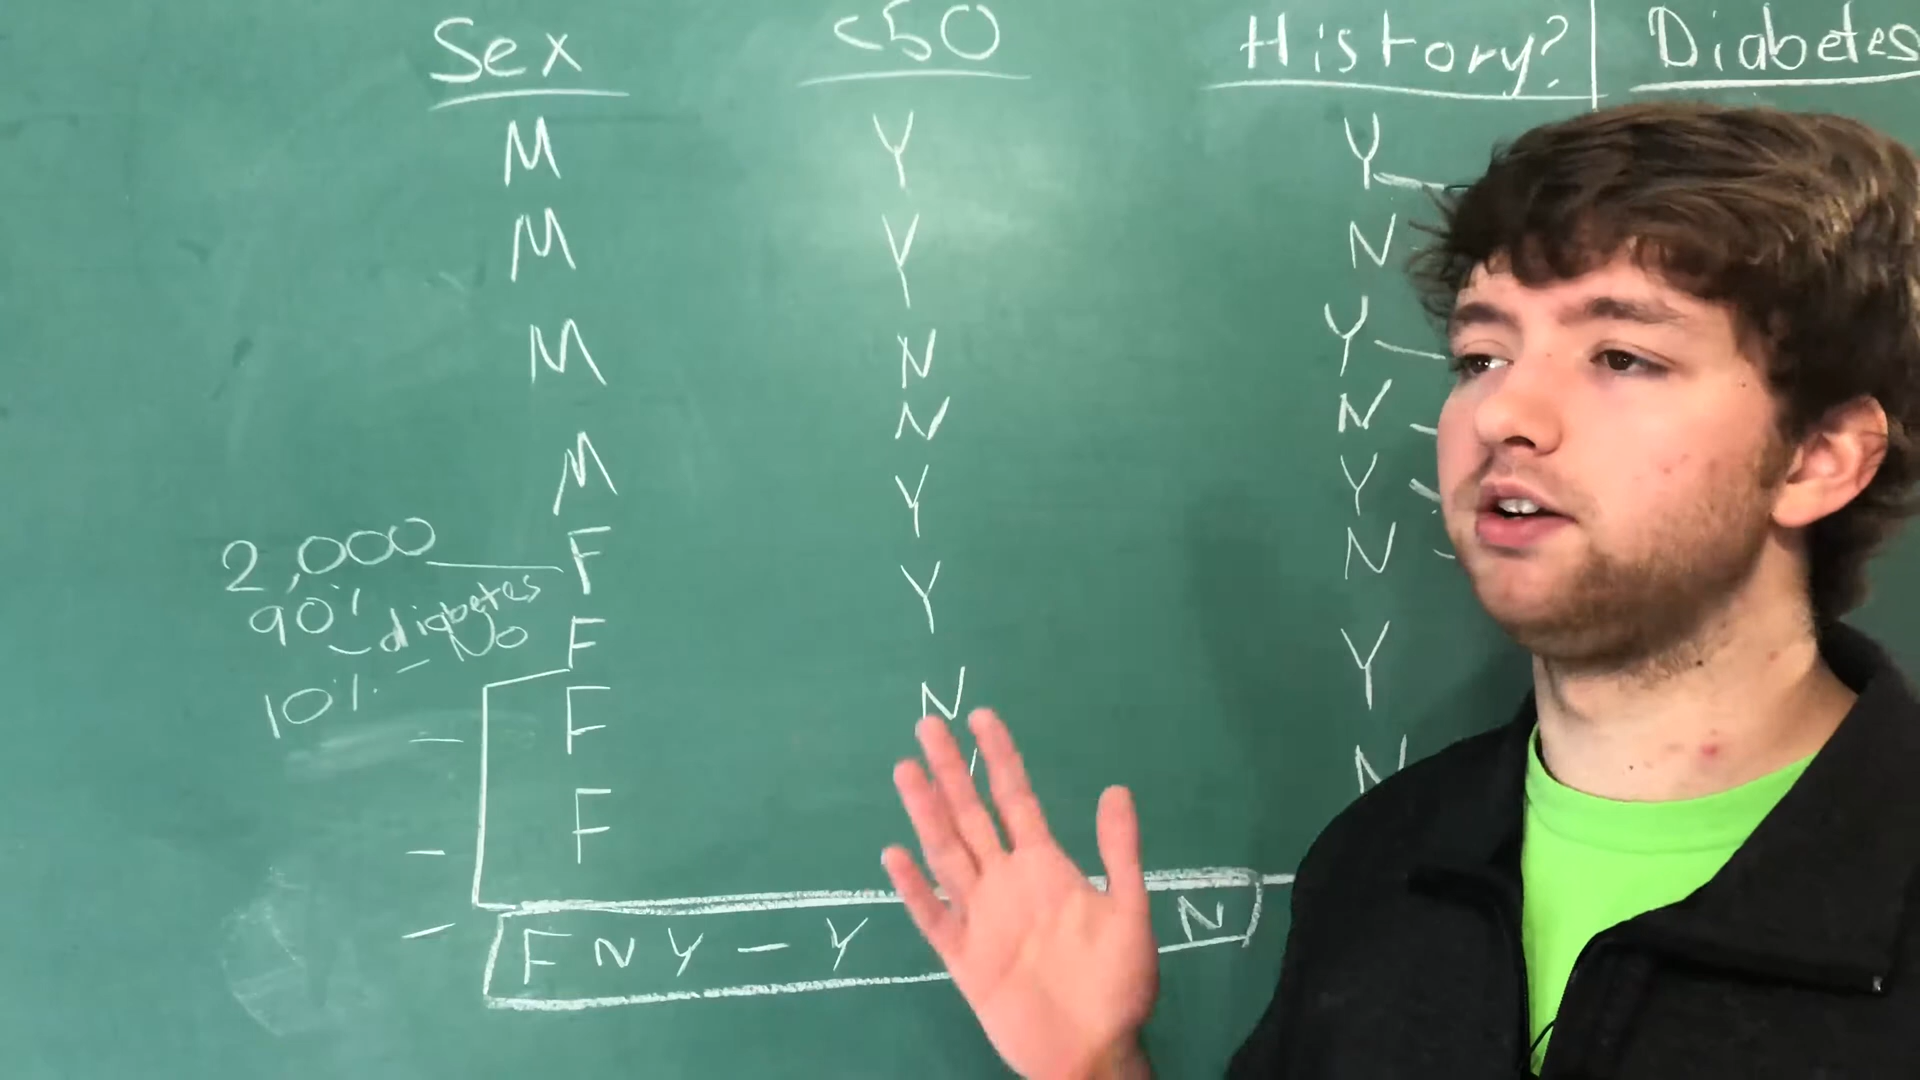 Sex <50 History? Diabetes
M Y Y
M Y N
M N Y
M N N
F Y Y
F Y N
F N Y
F N
2,000
90% - diabetes
10% - No
F N Y - Y N